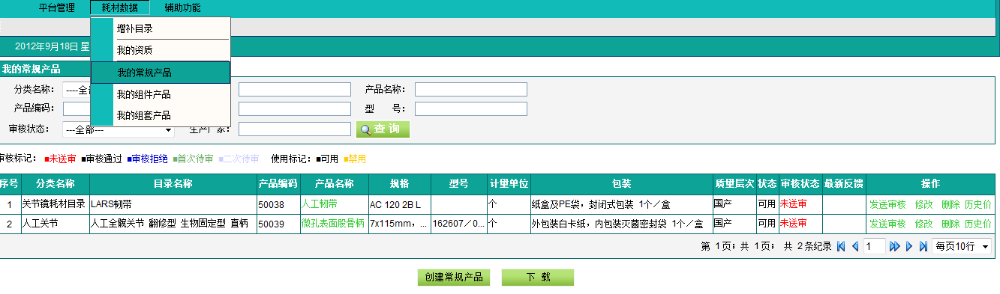 平台管理 耗材数据 辅助功能
增补目录
2012年9月18日 星
我的资质
我的常规产品
我的常规产品
分类名称： ----全部 产品名称：
我的组件产品
产品编码： 型 号：
我的组套产品
审核状态： ---全部--- 生产厂家： 查 询
审核标记： ■未送审 ■审核通过 ■审核拒绝 ■首次待审 ■二次待审 使用标记： ■可用 ■禁用
序号 分类名称 目录名称 产品编码 产品名称 规格 型号 计量单位 包装 质量层次 状态 审核状态 最新反馈 操作
1 关节镜耗材目录 LARS韧带 50038 人工韧带 AC 120 2B L 个 纸盒及PE袋，封闭式包装 1个／盒 国产 可用 未送审 发送审核 修改 删除 历史价
2 人工关节 人工全髋关节 翻修型 生物固定型 直柄 50039 微孔表面股骨柄 7x115mm，... 162607／0... 个 外包装白卡纸，内包装灭菌密封袋 1个／盒 国产 可用 未送审 发送审核 修改 删除 历史价
第 1页；共 1页； 共 2条纪录 1 每页10行
创建常规产品 下 载